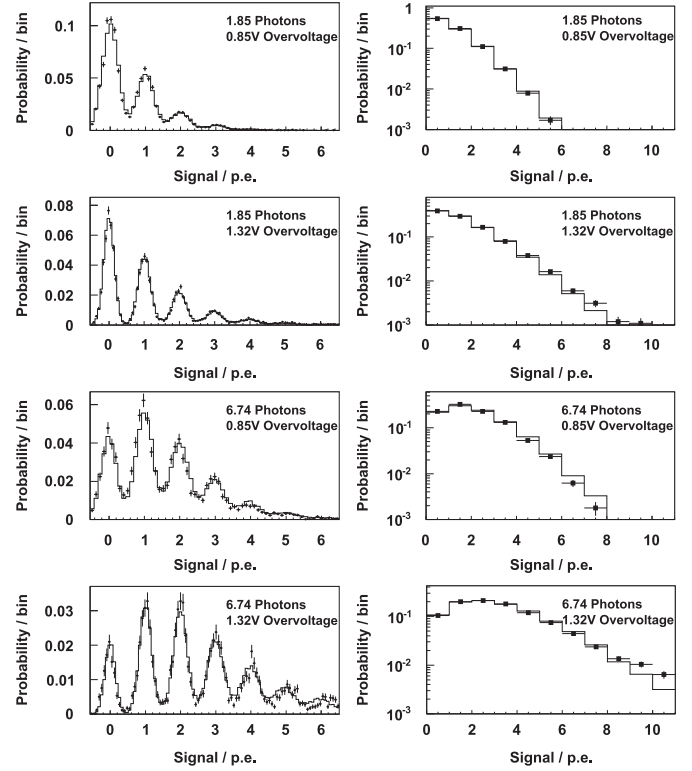 Probability / bin
0.1
0.05
0
1.85 Photons
0.85V Overvoltage
0 1 2 3 4 5 6
Signal / p.e.
Probability / bin
1
10-1
10-2
10-3
1.85 Photons
0.85V Overvoltage
0 2 4 6 8 10
Signal / p.e.
Probability / bin
0.08
0.06
0.04
0.02
0
1.85 Photons
1.32V Overvoltage
0 1 2 3 4 5 6
Signal / p.e.
Probability / bin
10-1
10-2
10-3
1.85 Photons
1.32V Overvoltage
0 2 4 6 8 10
Signal / p.e.
Probability / bin
0.06
0.04
0.02
0
6.74 Photons
0.85V Overvoltage
0 1 2 3 4 5 6
Signal / p.e.
Probability / bin
10-1
10-2
10-3
6.74 Photons
0.85V Overvoltage
0 2 4 6 8 10
Signal / p.e.
Probability / bin
0.03
0.02
0.01
0
6.74 Photons
1.32V Overvoltage
0 1 2 3 4 5 6
Signal / p.e.
Probability / bin
10-1
10-2
10-3
6.74 Photons
1.32V Overvoltage
0 2 4 6 8 10
Signal / p.e.